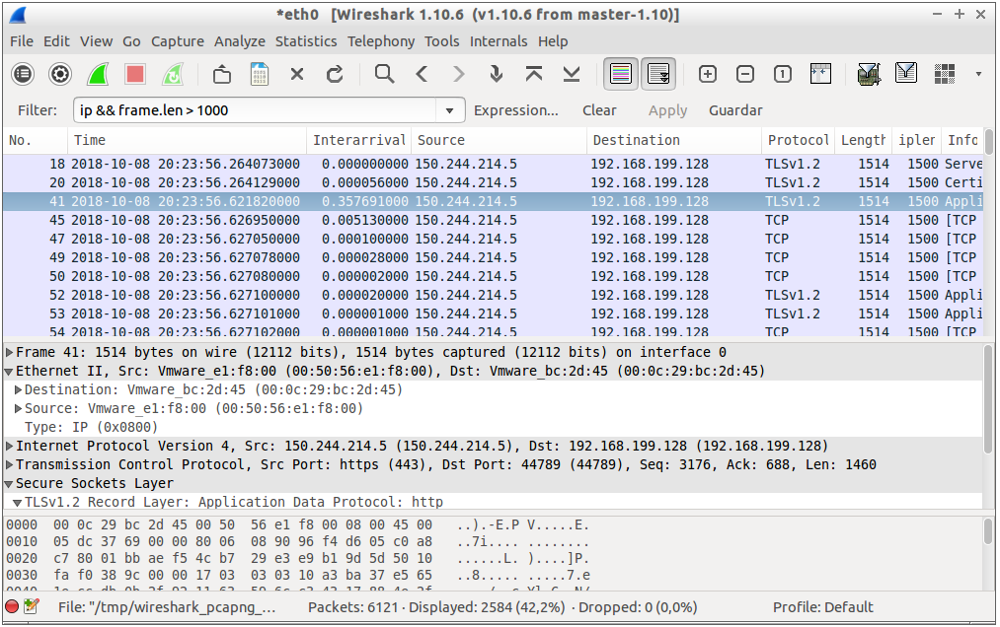 *eth0 [Wireshark 1.10.6 (v1.10.6 from master-1.10)]
File Edit View Go Capture Analyze Statistics Telephony Tools Internals Help
Filter: ip && frame.len > 1000 Expression... Clear Apply Guardar
No. Time Interarrival Source Destination Protocol Length ipler Info
18 2018-10-08 20:23:56.264073000 0.000000000 150.244.214.5 192.168.199.128 TLSv1.2 1514 1500 Serve
20 2018-10-08 20:23:56.264129000 0.000056000 150.244.214.5 192.168.199.128 TLSv1.2 1514 1500 Certi
41 2018-10-08 20:23:56.621820000 0.357691000 150.244.214.5 192.168.199.128 TLSv1.2 1514 1500 Appli
45 2018-10-08 20:23:56.626950000 0.005130000 150.244.214.5 192.168.199.128 TCP 1514 1500 [TCP
47 2018-10-08 20:23:56.627050000 0.000100000 150.244.214.5 192.168.199.128 TCP 1514 1500 [TCP
49 2018-10-08 20:23:56.627078000 0.000028000 150.244.214.5 192.168.199.128 TCP 1514 1500 [TCP
50 2018-10-08 20:23:56.627080000 0.000002000 150.244.214.5 192.168.199.128 TCP 1514 1500 [TCP
52 2018-10-08 20:23:56.627100000 0.000020000 150.244.214.5 192.168.199.128 TLSv1.2 1514 1500 Appli
53 2018-10-08 20:23:56.627101000 0.000001000 150.244.214.5 192.168.199.128 TLSv1.2 1514 1500 Appli
54 2018-10-08 20:23:56.627102000 0.000001000 150.244.214.5 192.168.199.128 TCP 1514 1500 [TCP
Frame 41: 1514 bytes on wire (12112 bits), 1514 bytes captured (12112 bits) on interface 0
Ethernet II, Src: Vmware_e1:f8:00 (00:50:56:e1:f8:00), Dst: Vmware_bc:2d:45 (00:0c:29:bc:2d:45)
Destination: Vmware_bc:2d:45 (00:0c:29:bc:2d:45)
Source: Vmware_e1:f8:00 (00:50:56:e1:f8:00)
Type: IP (0x0800)
Internet Protocol Version 4, Src: 150.244.214.5 (150.244.214.5), Dst: 192.168.199.128 (192.168.199.128)
Transmission Control Protocol, Src Port: https (443), Dst Port: 44789 (44789), Seq: 3176, Ack: 688, Len: 1460
Secure Sockets Layer
TLSv1.2 Record Layer: Application Data Protocol: http
0000 00 0c 29 bc 2d 45 00 50 56 e1 f8 00 08 00 45 00 ..).-E.P V.....E.
0010 05 dc 37 69 00 00 80 06 08 90 96 f4 d6 05 c0 a8 ..7i.... ........
0020 c7 80 01 bb ae f5 4c b7 29 e3 e9 b1 9d 5d 50 10 ......L. )....]P.
0030 fa f0 38 9c 00 00 17 03 03 03 10 a3 ba 37 e5 65 ..8..... .....7.e
File: "/tmp/wireshark_pcapng_... Packets: 6121 · Displayed: 2584 (42,2%) · Dropped: 0 (0,0%) Profile: Default